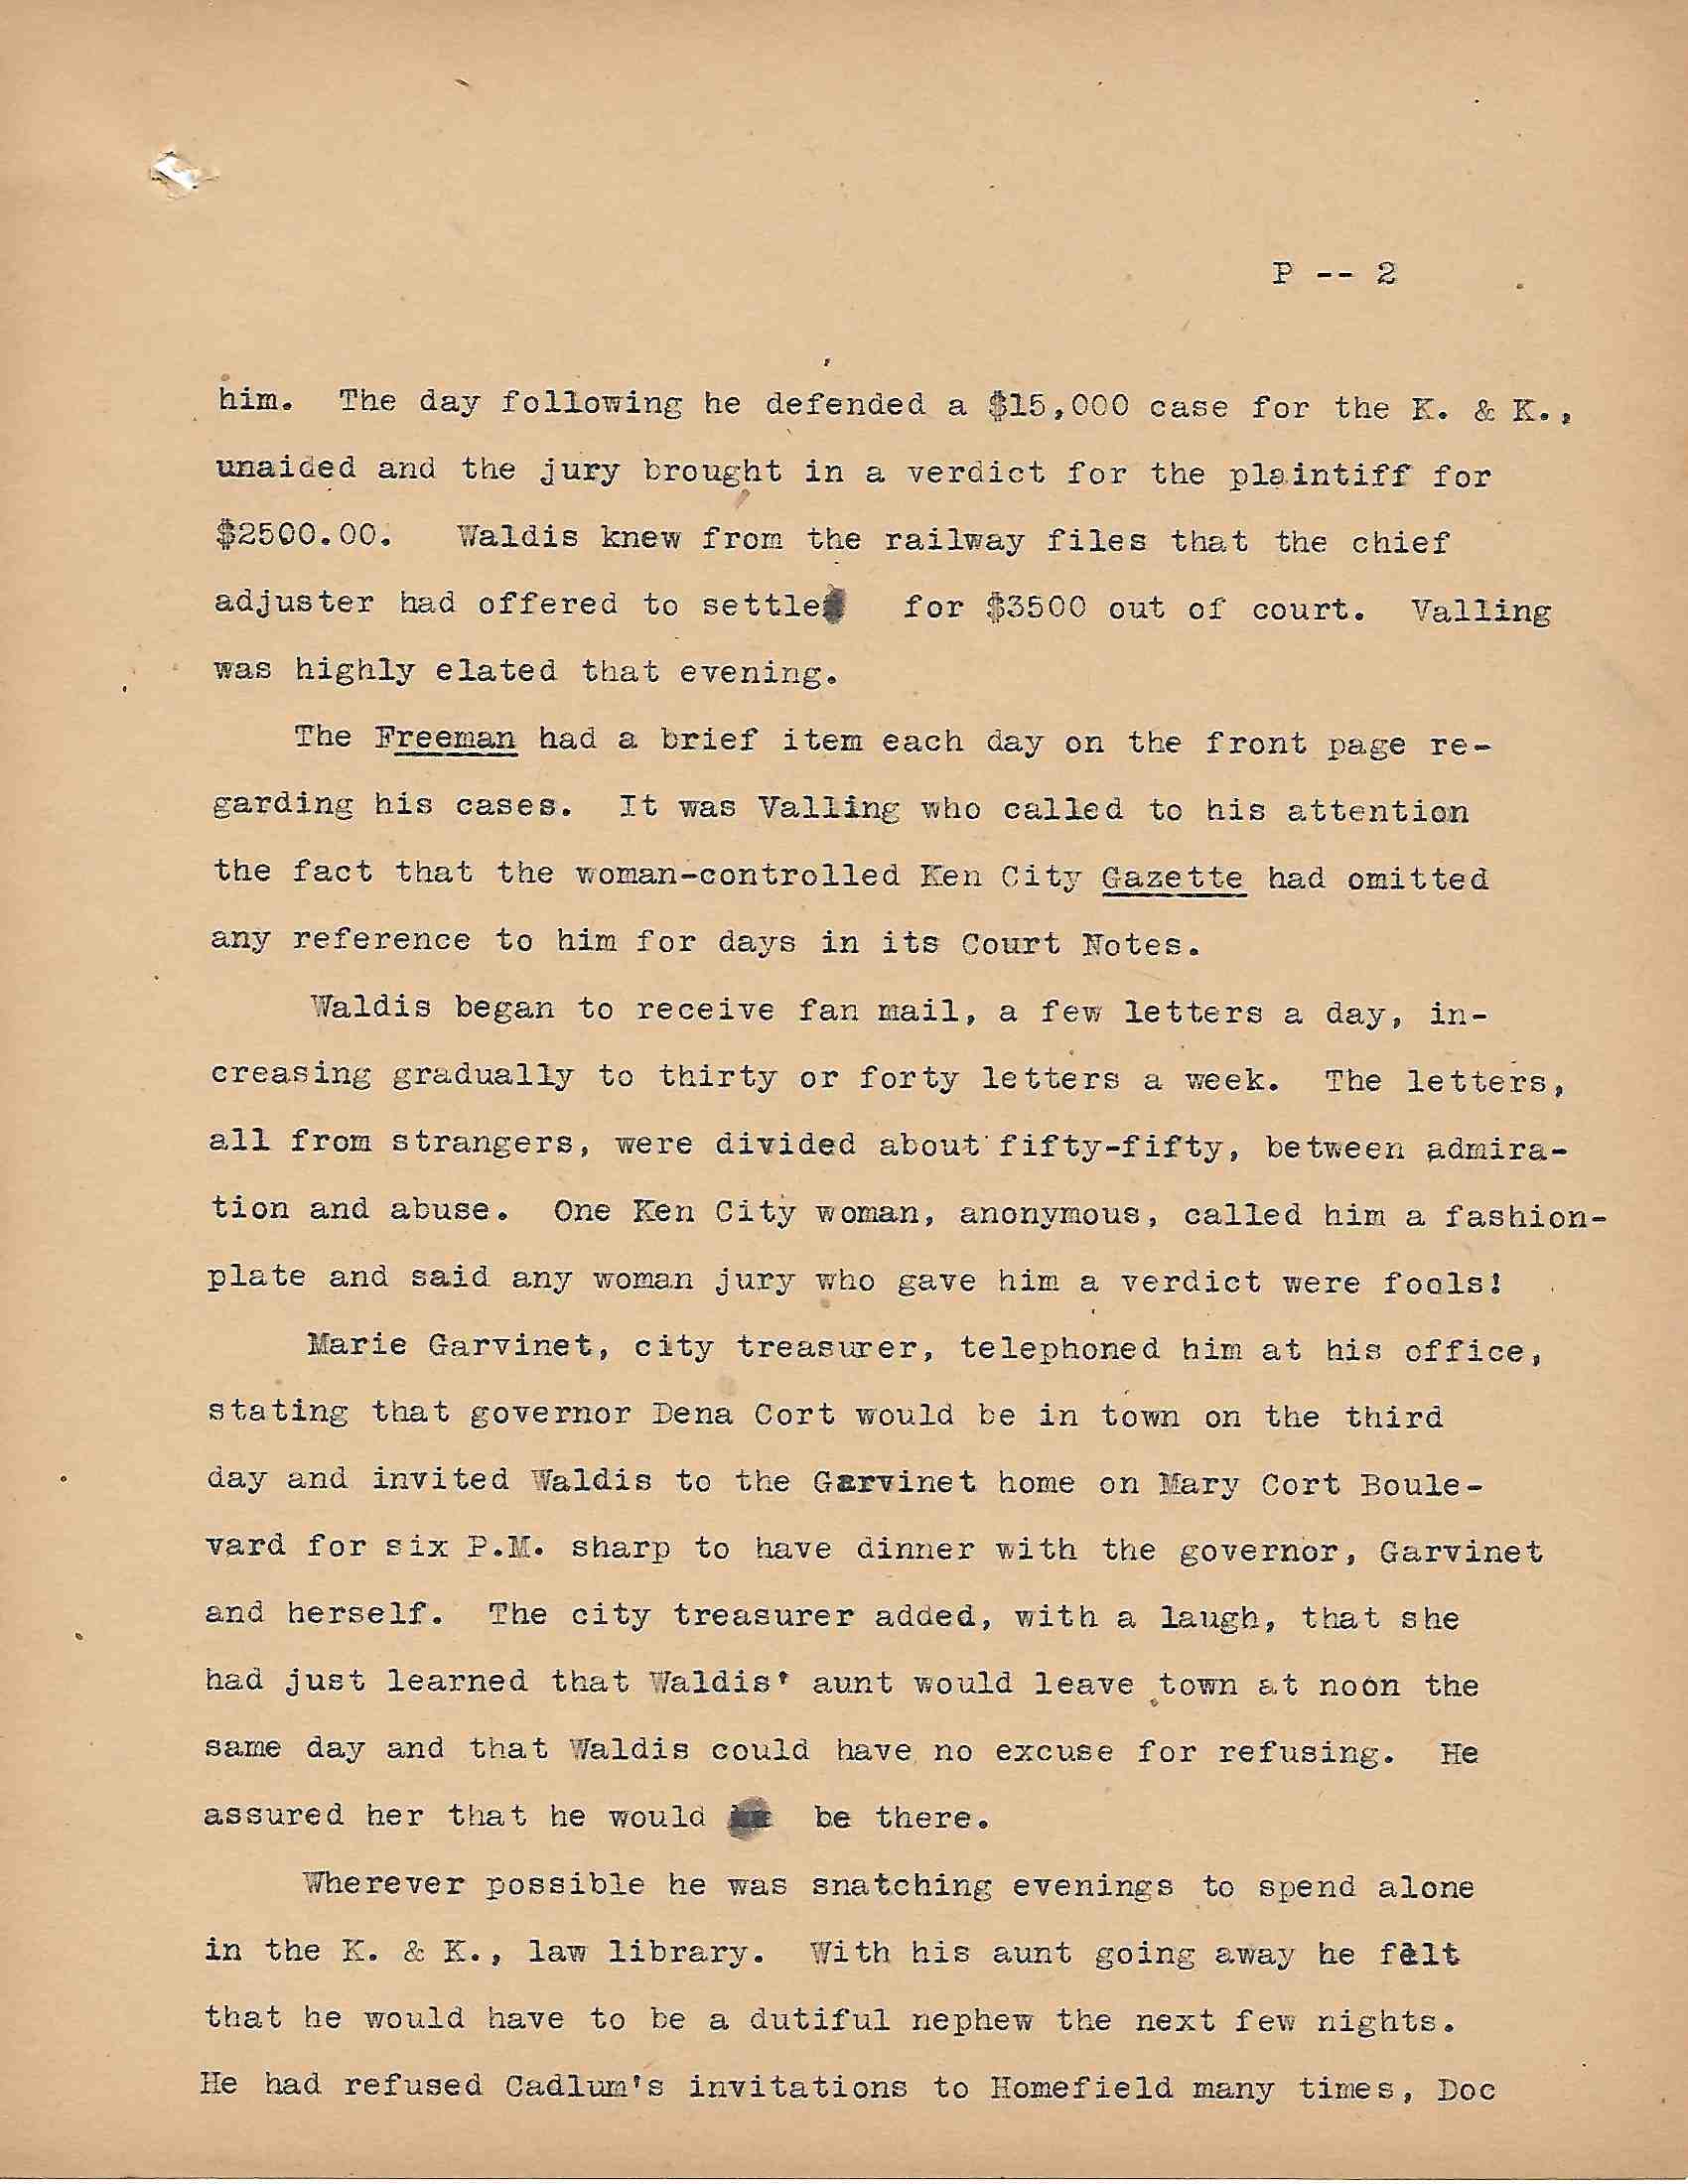 P -- 2
him.  The day following he defended a $15,000 case for the K. & K.,
unaided and the jury brought in a verdict for the plaintiff for
$2500.00.   Waldis knew from the railway files that the chief
adjuster had offered to settle   for $3500 out of court.  Valling
was highly elated that evening.
The Freeman had a brief item each day on the front page re-
garding his cases.  It was Valling who called to his attention
the fact that the woman-controlled Ken City Gazette had omitted
any reference to him for days in its Court Notes.
Waldis began to receive fan mail, a few letters a day, in-
creasing gradually to thirty or forty letters a week.  The letters,
all from strangers, were divided about fifty-fifty, between admira-
tion and abuse.  One Ken City woman, anonymous, called him a fashion-
plate and said any woman jury who gave him a verdict were fools!
Marie Garvinet, city treasurer, telephoned him at his office,
stating that governor Dena Cort would be in town on the third
day and invited Waldis to the Garvinet home on Mary Cort Boule-
vard for six P.M. sharp to have dinner with the governor, Garvinet
and herself.  The city treasurer added, with a laugh, that she
had just learned that Waldis' aunt would leave town at noon the
same day and that Waldis could have no excuse for refusing.  He
assured her that he would   be there.
Wherever possible he was snatching evenings to spend alone
in the K. & K., law library.  With his aunt going away he felt
that he would have to be a dutiful nephew the next few nights.
He had refused Cadlum's invitations to Homefield many times, Doc